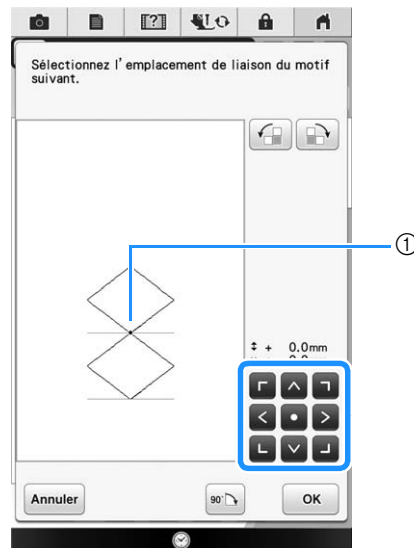 Sélectionnez l'emplacement de liaison du motif
suivant.
①
+ 0.0mm
Annuler
90°
OK